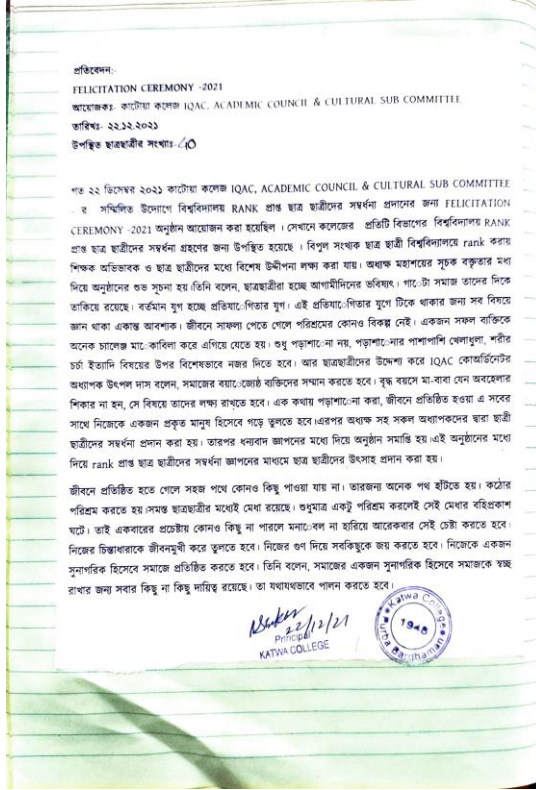 প্রতিবেদন:-
FELICITATION CEREMONY -2021
আয়োজকঃ- কাটোয়া কলেজ IQAC, ACADEMIC COUNCIL & CULTURAL SUB COMMITTEE
তারিখঃ- ২২.১২.২০২১
উপস্থিত ছাত্রছাত্রীর সংখ্যাঃ- 40
গত ২২ ডিসেম্বর ২০২১ কাটোয়া কলেজ IQAC, ACADEMIC COUNCIL & CULTURAL SUB COMMITTEE
- র সম্মিলিত উদ্যোগে বিশ্ববিদ্যালয় RANK প্রাপ্ত ছাত্র ছাত্রীদের সম্বর্ধনা প্রদানের জন্য FELICITATION
CEREMONY -2021 অনুষ্ঠান আয়োজন করা হয়েছিল । সেখানে কলেজের প্রতিটি বিভাগের বিশ্ববিদ্যালয় RANK
প্রাপ্ত ছাত্র ছাত্রীদের সম্বর্ধনা গ্রহণের জন্য উপস্থিত হয়েছে । বিপুল সংখ্যক ছাত্র ছাত্রী বিশ্ববিদ্যালয়ে rank করায়
শিক্ষক অভিভাবক ও ছাত্র ছাত্রীদের মধ্যে বিশেষ উদ্দীপনা লক্ষ্য করা যায়। অধ্যক্ষ মহাশয়ের সূচক বক্তৃতার মধ্য
দিয়ে অনুষ্ঠানের শুভ সূচনা হয়।তিনি বলেন, ছাত্রছাত্রীরা হচ্ছে আগামীদিনের ভবিষ্যৎ। গোটা সমাজ তাদের দিকে
তাকিয়ে রয়েছে। বর্তমান যুগ হচ্ছে প্রতিযোগিতার যুগ। এই প্রতিযোগিতার যুগে টিকে থাকার জন্য সব বিষয়ে
জ্ঞান থাকা একান্ত আবশ্যক। জীবনে সাফল্য পেতে গেলে পরিশ্রমের কোনও বিকল্প নেই। একজন সফল ব্যক্তিকে
অনেক চ্যালেঞ্জ মোকাবিলা করে এগিয়ে যেতে হয়। শুধু পড়াশোনা নয়, পড়াশোনার পাশাপাশি খেলাধুলা, শরীর
চর্চা ইত্যাদি বিষয়ের উপর বিশেষভাবে নজর দিতে হবে। আর ছাত্রছাত্রীদের উদ্দেশ্য করে IQAC কোঅর্ডিনেটর
অধ্যাপক উৎপল দাস বলেন, সমাজের বয়োজ্যেষ্ঠ ব্যক্তিদের সম্মান করতে হবে। বৃদ্ধ বয়সে মা-বাবা যেন অবহেলার
শিকার না হন, সে বিষয়ে তাদের লক্ষ্য রাখতে হবে। এক কথায় পড়াশোনা করা, জীবনে প্রতিষ্ঠিত হওয়া এ সবের
সাথে নিজেকে একজন প্রকৃত মানুষ হিসেবে গড়ে তুলতে হবে।এরপর অধ্যক্ষ সহ সকল অধ্যাপকদের দ্বারা ছাত্রী
ছাত্রীদের সম্বর্ধনা প্রদান করা হয়। তারপর ধন্যবাদ জ্ঞাপনের মধ্যে দিয়ে অনুষ্ঠান সমাপ্তি হয়।এই অনুষ্ঠানের মধ্যে
দিয়ে rank প্রাপ্ত ছাত্র ছাত্রীদের সম্বর্ধনা জ্ঞাপনের মাধ্যমে ছাত্র ছাত্রীদের উৎসাহ প্রদান করা হয়।
জীবনে প্রতিষ্ঠিত হতে গেলে সহজ পথে কোনও কিছু পাওয়া যায় না। তারজন্য অনেক পথ হাঁটতে হয়। কঠোর
পরিশ্রম করতে হয়।সমস্ত ছাত্রছাত্রীর মধ্যেই মেধা রয়েছে। শুধুমাত্র একটু পরিশ্রম করলেই সেই মেধার বহিপ্রকাশ
ঘটে। তাই একবারের প্রচেষ্টায় কোনও কিছু না পারলে মনোবল না হারিয়ে আরেকবার সেই চেষ্টা করতে হবে।
নিজের চিন্তাধারাকে জীবনমুখী করে তুলতে হবে। নিজের গুণ দিয়ে সবকিছুকে জয় করতে হবে। নিজেকে একজন
সুনাগরিক হিসেবে সমাজে প্রতিষ্ঠিত করতে হবে। তিনি বলেন, সমাজের একজন সুনাগরিক হিসেবে সমাজকে স্বচ্ছ
রাখার জন্য সবার কিছু না কিছু দায়িত্ব রয়েছে। তা যথাযথভাবে পালন করতে হবে।
22/12/21
Principal
KATWA COLLEGE
Katwa College
1948
Purba Bardhaman